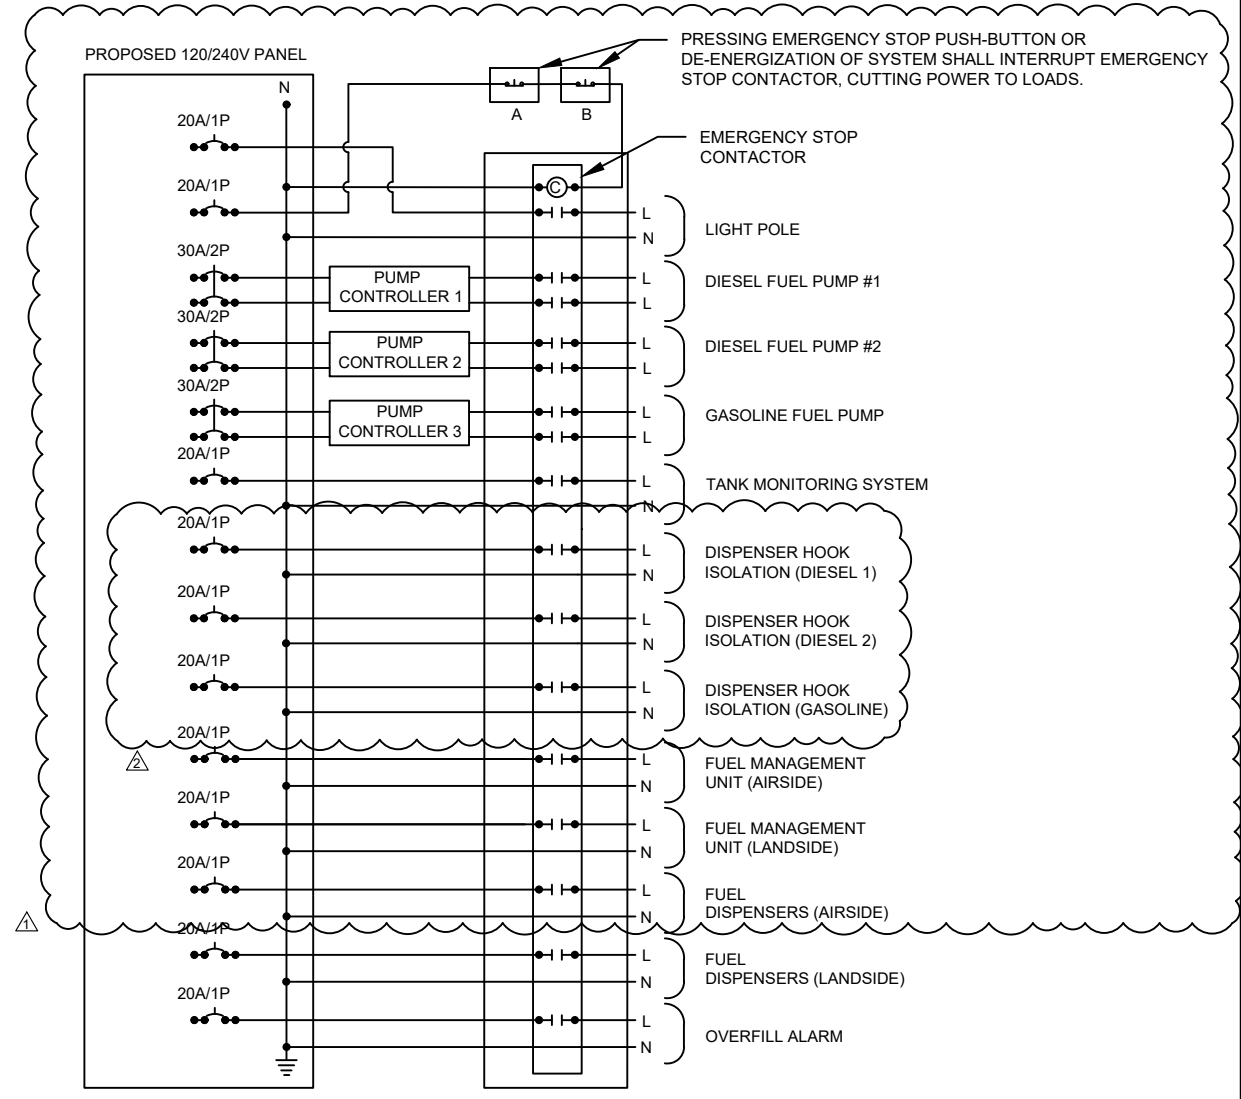 PROPOSED 120/240V PANEL
PRESSING EMERGENCY STOP PUSH-BUTTON OR
DE-ENERGIZATION OF SYSTEM SHALL INTERRUPT EMERGENCY
STOP CONTACTOR, CUTTING POWER TO LOADS.
N
A
B
20A/1P
EMERGENCY STOP
CONTACTOR
20A/1P
C
L
N
LIGHT POLE
30A/2P
PUMP
CONTROLLER 1
L
L
DIESEL FUEL PUMP #1
30A/2P
PUMP
CONTROLLER 2
L
L
DIESEL FUEL PUMP #2
30A/2P
PUMP
CONTROLLER 3
L
L
GASOLINE FUEL PUMP
20A/1P
L
N
TANK MONITORING SYSTEM
20A/1P
L
N
DISPENSER HOOK
ISOLATION (DIESEL 1)
20A/1P
L
N
DISPENSER HOOK
ISOLATION (DIESEL 2)
20A/1P
L
N
DISPENSER HOOK
ISOLATION (GASOLINE)
20A/1P
2
L
N
FUEL MANAGEMENT
UNIT (AIRSIDE)
20A/1P
L
N
FUEL MANAGEMENT
UNIT (LANDSIDE)
20A/1P
L
N
FUEL
DISPENSERS (AIRSIDE)
1
20A/1P
L
N
FUEL
DISPENSERS (LANDSIDE)
20A/1P
L
N
OVERFILL ALARM